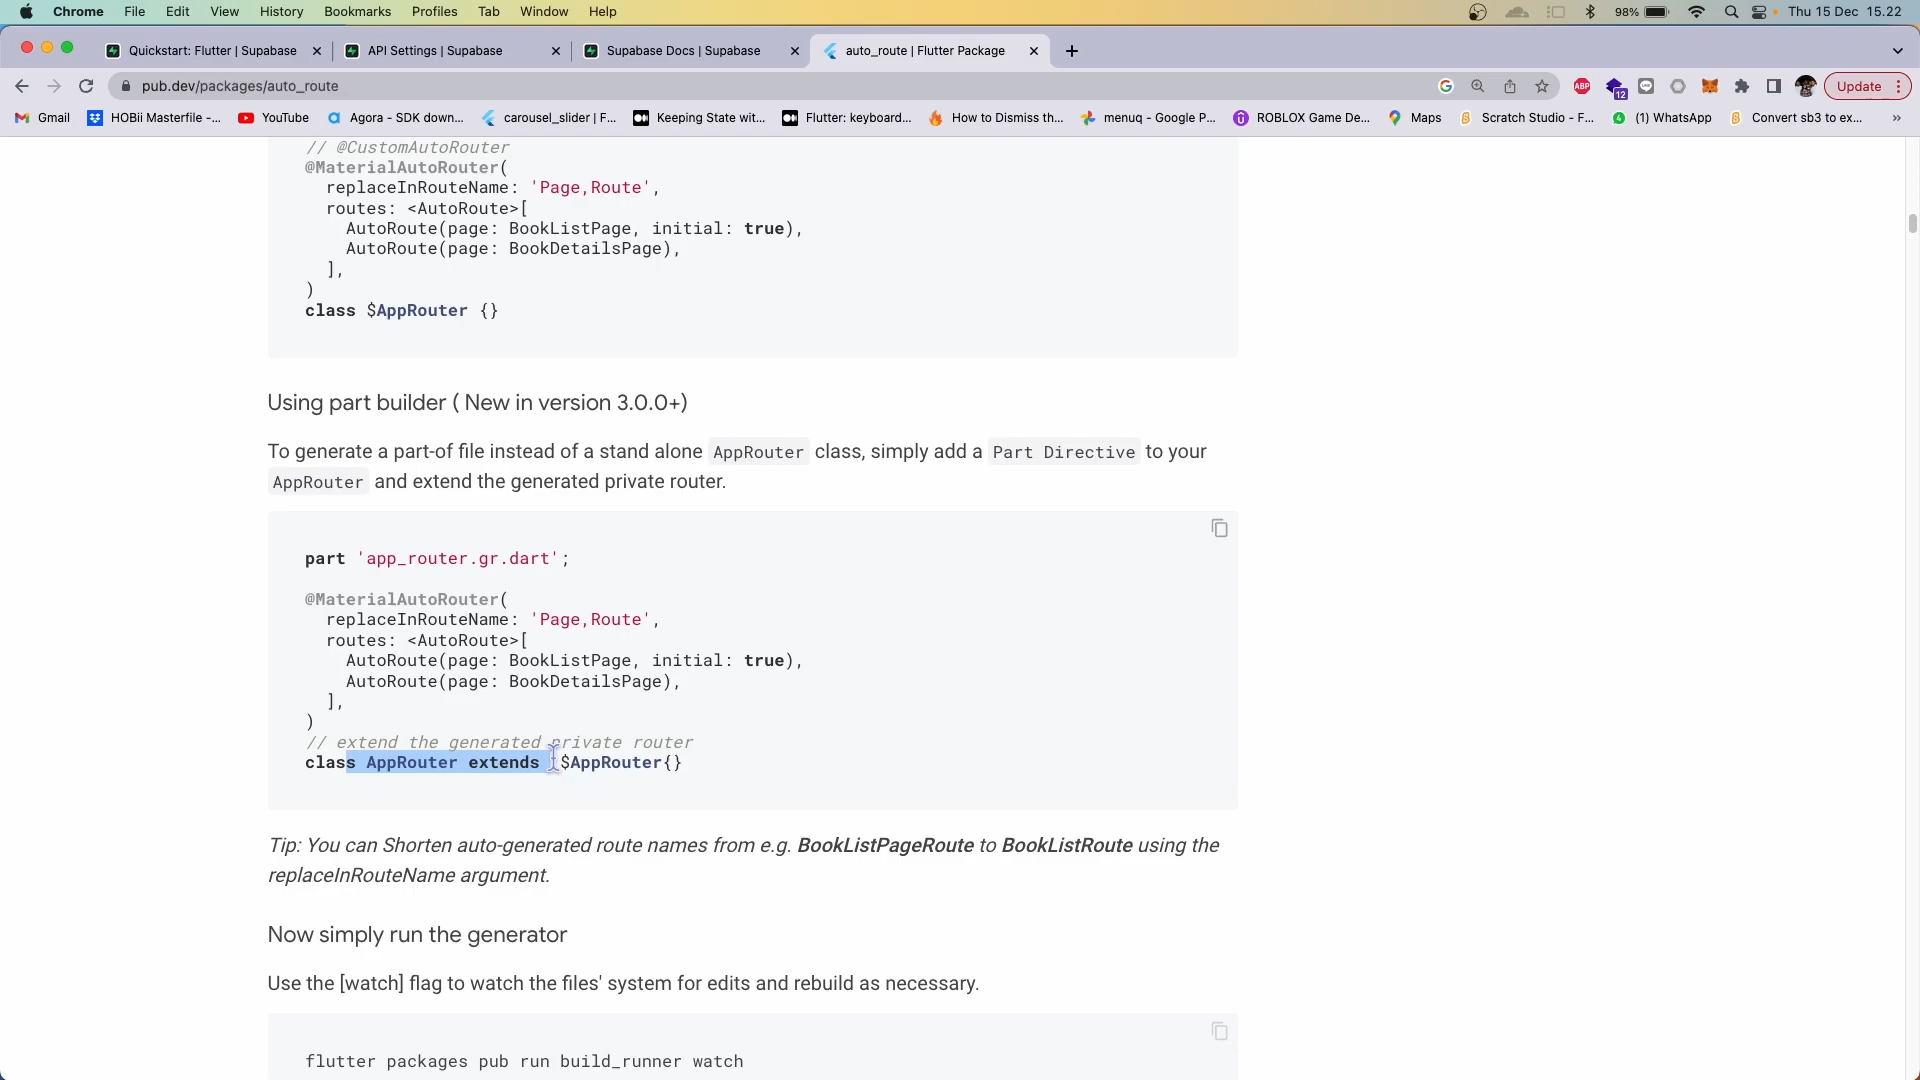 Chrome File Edit View History Bookmarks Profiles Tab Window Help 98% Thu 15 Dec 15.22
Quickstart: Flutter | Supabase API Settings | Supabase Supabase Docs | Supabase auto_route | Flutter Package
pub.dev/packages/auto_route ABP 12 Update
Gmail HOBii Masterfile -... YouTube Agora - SDK down... carousel_slider | F... Keeping State wit... Flutter: keyboard... How to Dismiss th... menuq - Google P... ROBLOX Game De... Maps Scratch Studio - F... (1) WhatsApp Convert sb3 to ex... »
// @CustomAutoRouter
@MaterialAutoRouter(
replaceInRouteName: 'Page,Route',
routes: <AutoRoute>[
AutoRoute(page: BookListPage, initial: true),
AutoRoute(page: BookDetailsPage),
],
)
class $AppRouter {}
Using part builder ( New in version 3.0.0+)
To generate a part-of file instead of a stand alone AppRouter class, simply add a Part Directive to your
AppRouter and extend the generated private router.
part 'app_router.gr.dart';
@MaterialAutoRouter(
replaceInRouteName: 'Page,Route',
routes: <AutoRoute>[
AutoRoute(page: BookListPage, initial: true),
AutoRoute(page: BookDetailsPage),
],
)
// extend the generated private router
class AppRouter extends _$AppRouter{}
Tip: You can Shorten auto-generated route names from e.g. BookListPageRoute to BookListRoute using the
replaceInRouteName argument.
Now simply run the generator
Use the [watch] flag to watch the files' system for edits and rebuild as necessary.
flutter packages pub run build_runner watch